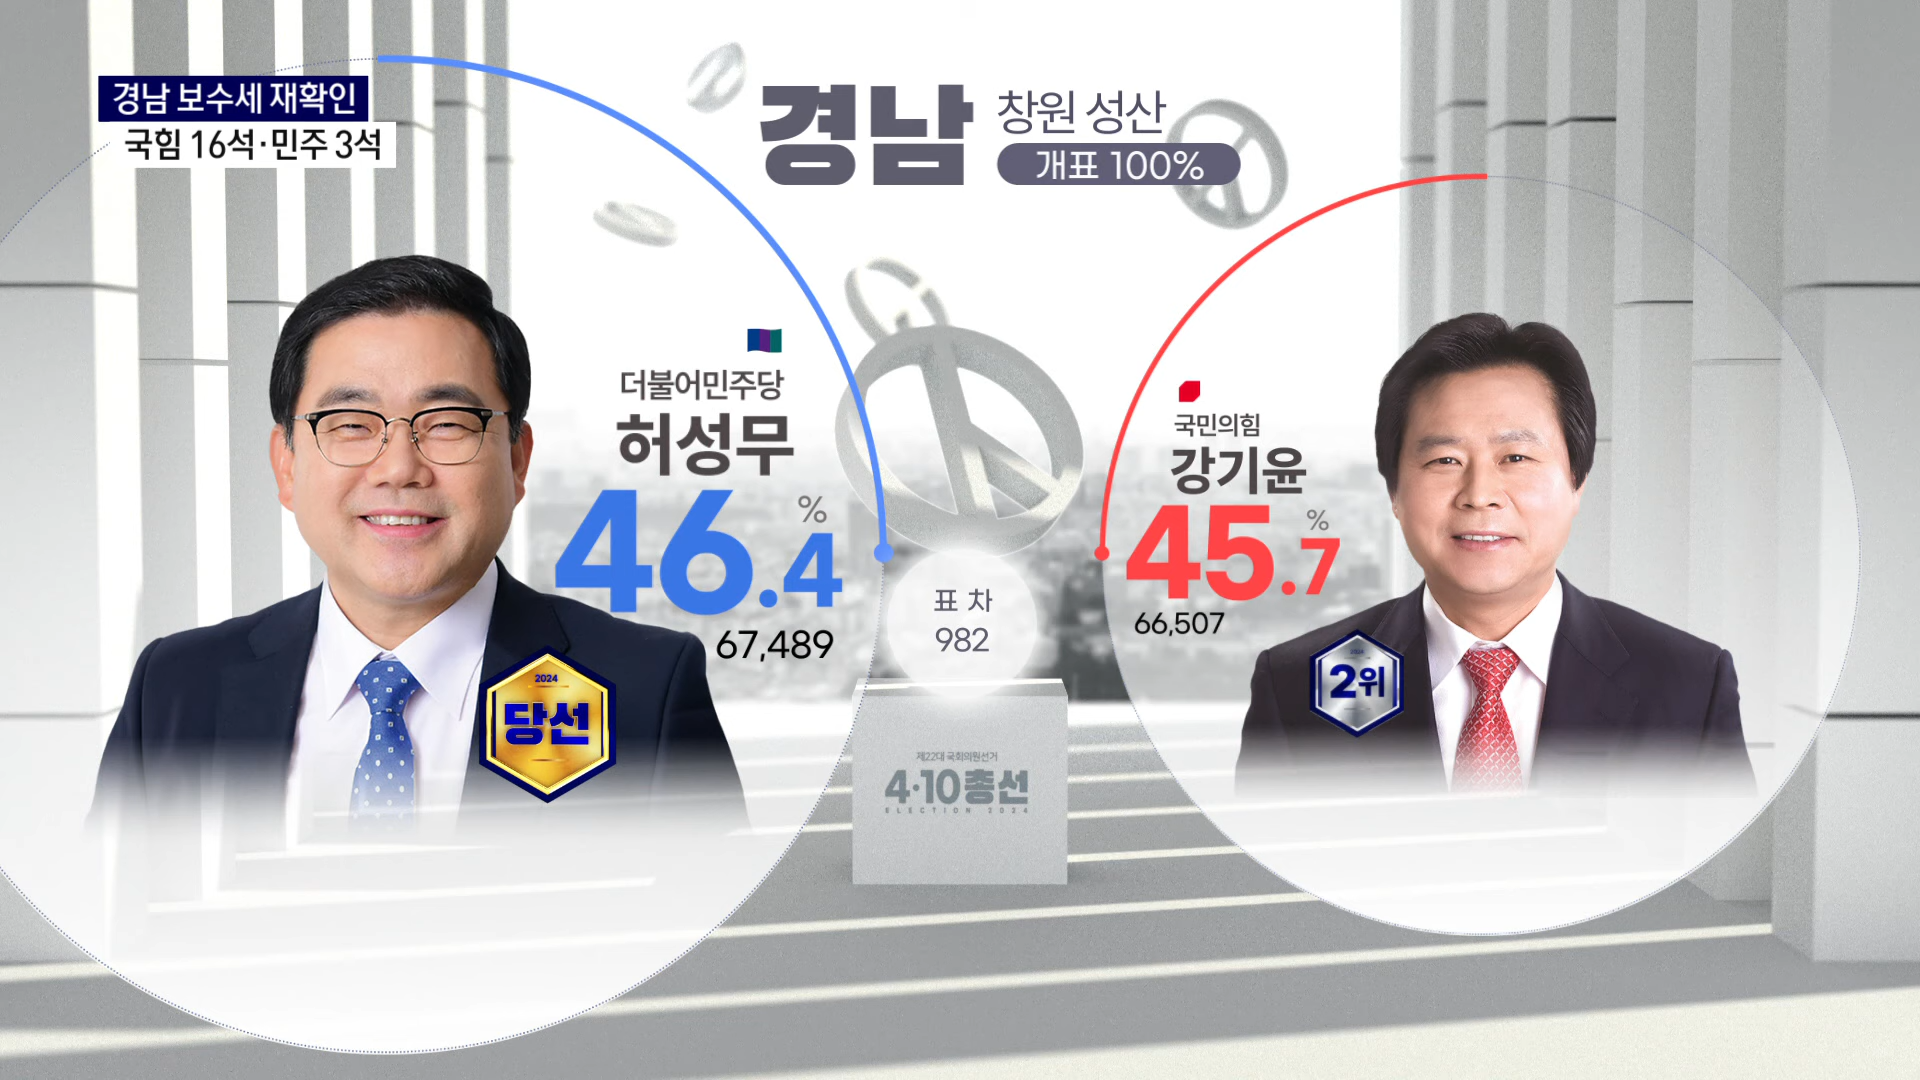 경남 보수세 재확인
국힘 16석·민주 3석
경남
창원 성산
개표 100%
더불어민주당
허성무
46.4%
67,489
2024
당선
표 차
982
국민의힘
강기윤
45.7%
66,507
2024
2위
제22대 국회의원선거
4·10 총선
ELECTION 2024